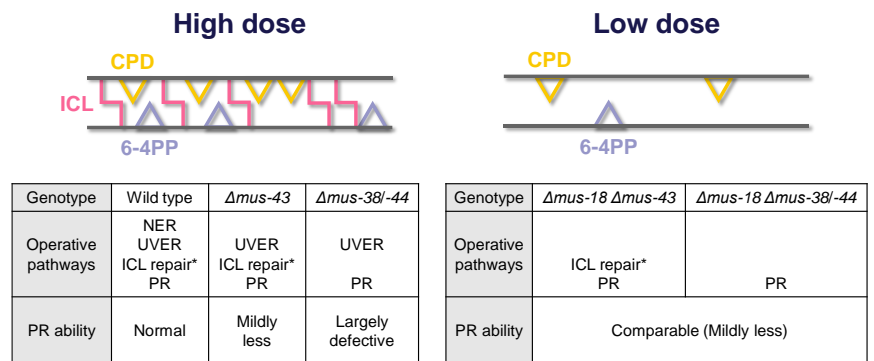 High dose
CPD
ICL
6-4PP
Genotype Wild type Δmus-43 Δmus-38/-44
Operative pathways
NER
UVER
ICL repair*
PR
UVER
ICL repair*
PR
UVER
PR
PR ability Normal
Mildly
less
Largely
defective
Low dose
CPD
6-4PP
Genotype Δmus-18 Δmus-43 Δmus-18 Δmus-38/-44
Operative
pathways
ICL repair*
PR
PR
PR ability Comparable (Mildly less)